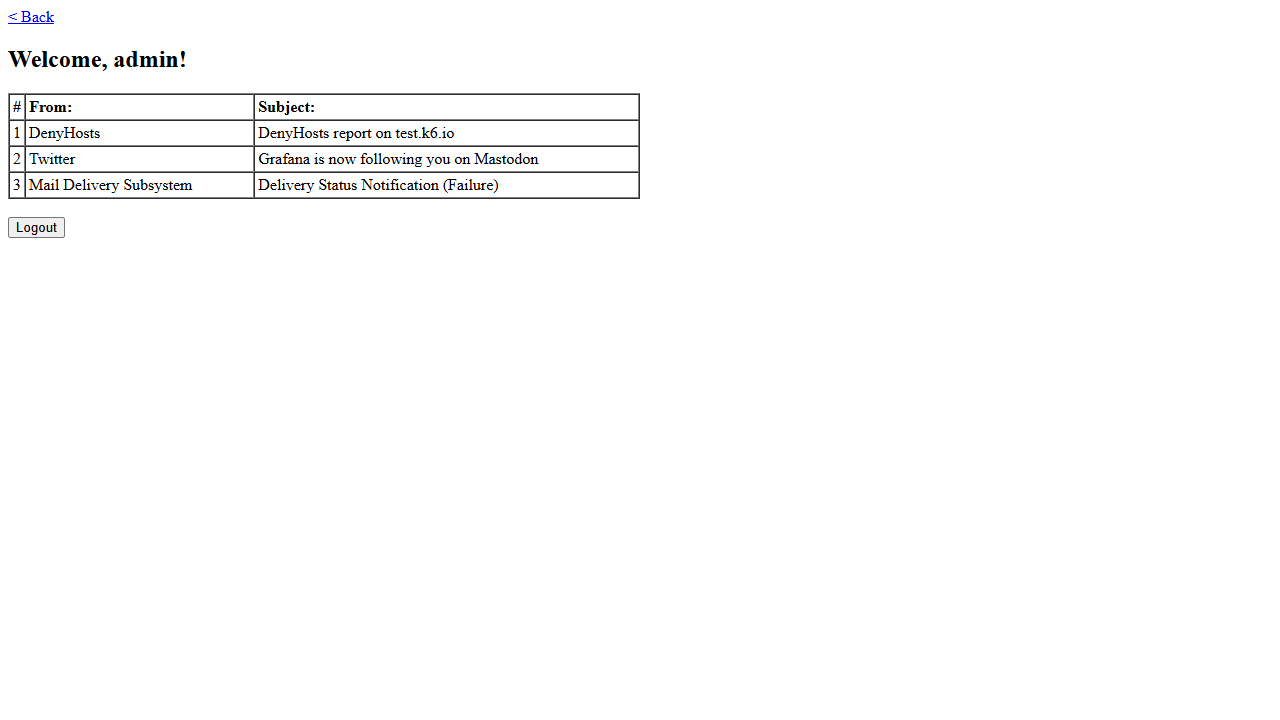 < Back
Welcome, admin!
# From: Subject:
1 DenyHosts DenyHosts report on test.k6.io
2 Twitter Grafana is now following you on Mastodon
3 Mail Delivery Subsystem Delivery Status Notification (Failure)
Logout